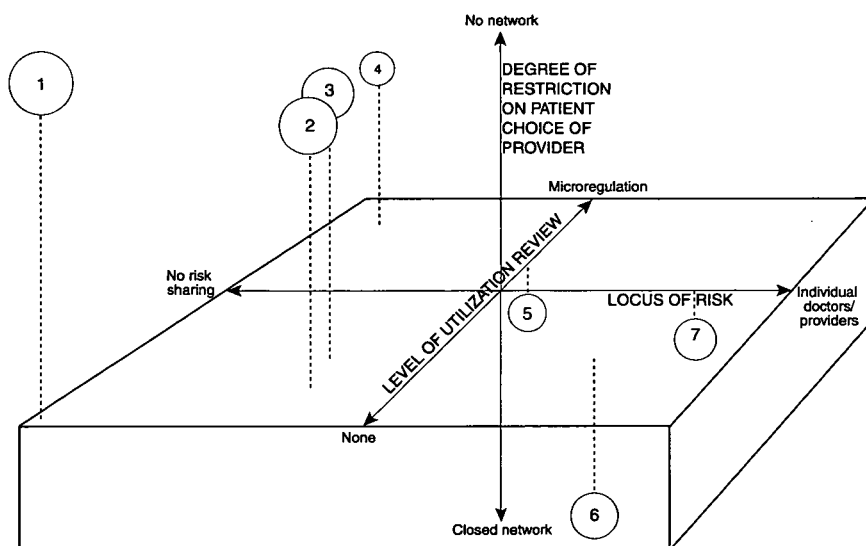 No network
DEGREE OF
RESTRICTION
ON PATIENT
CHOICE OF
PROVIDER
1
2
3
4
Microregulation
No risk
sharing
LEVEL OF UTILIZATION REVIEW
LOCUS OF RISK
Individual
doctors/
providers
5
7
None
6
Closed network